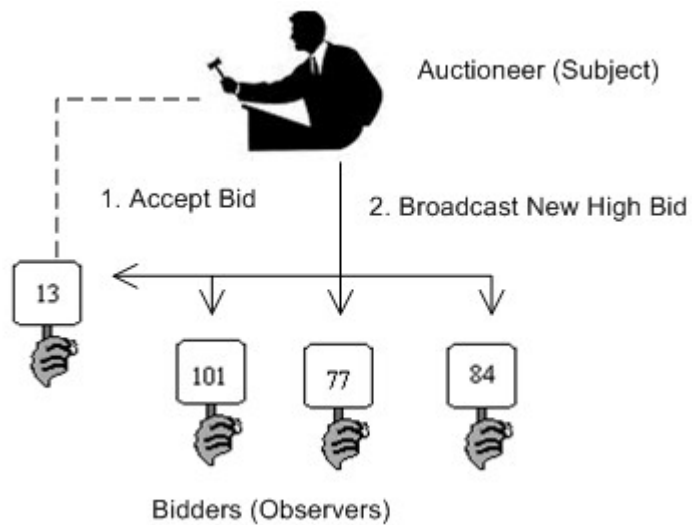 Auctioneer (Subject)
1. Accept Bid
2. Broadcast New High Bid
13
101
77
84
Bidders (Observers)